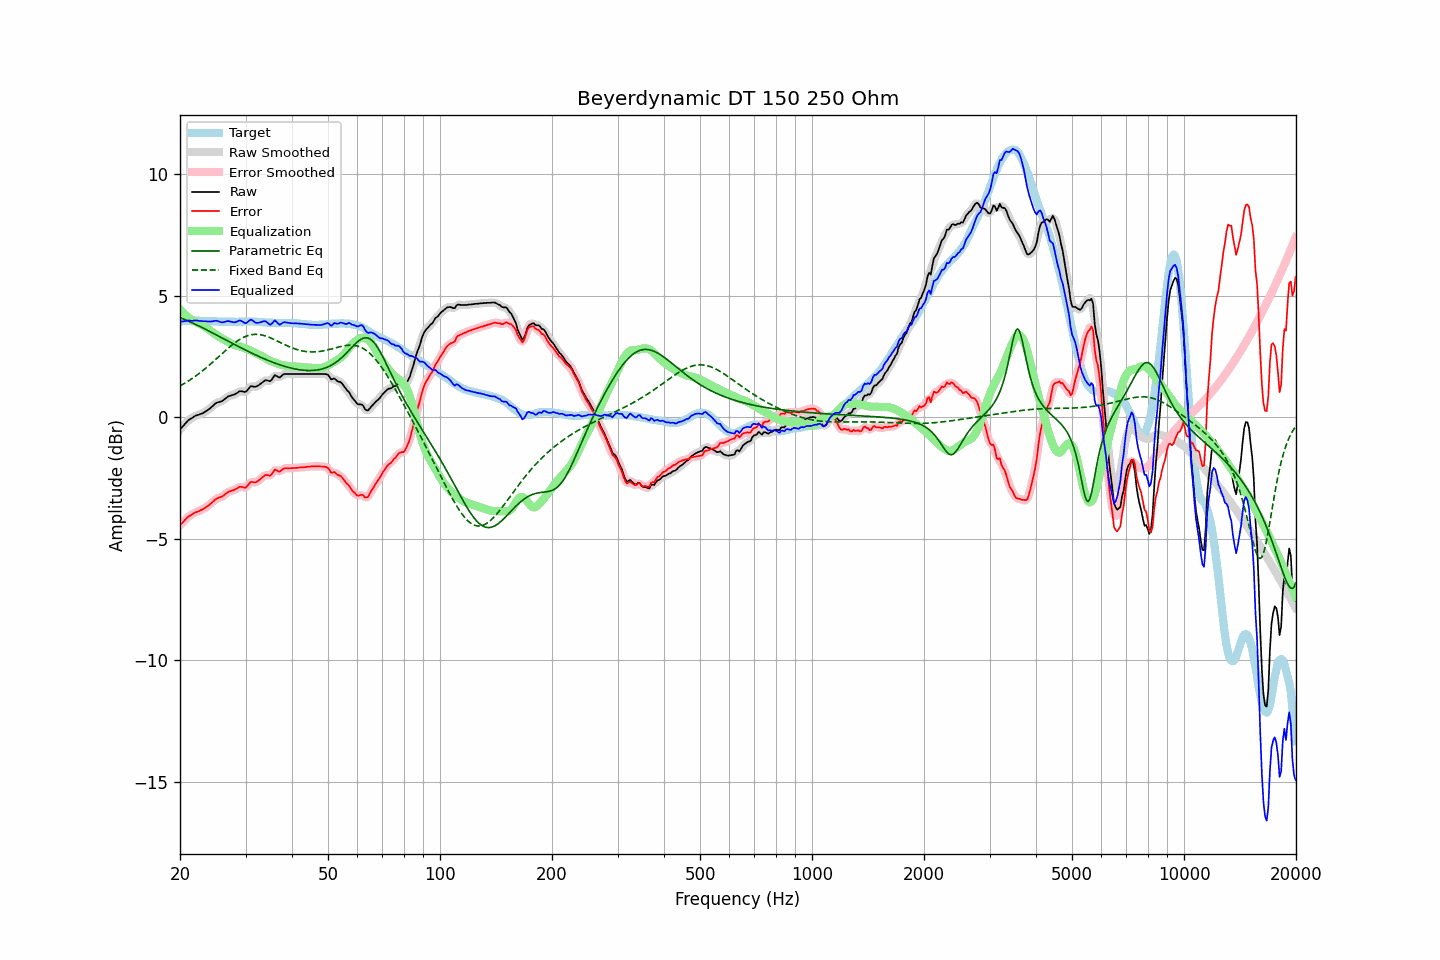 Beyerdynamic DT 150 250 Ohm
Target
Raw Smoothed
Error Smoothed
Raw
Error
Equalization
Parametric Eq
Fixed Band Eq
Equalized
10
5
0
−5
−10
−15
Amplitude (dBr)
20
50
100
200
500
1000
2000
5000
10000
20000
Frequency (Hz)